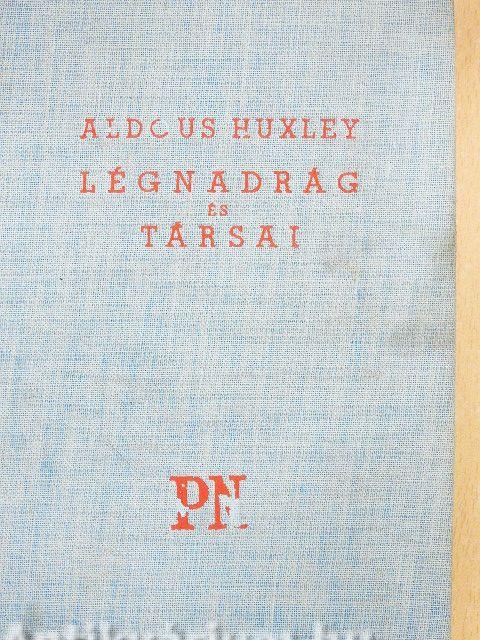 ALDOUS HUXLEY
LÉGNADRÁG
ÉS
TÁRSAI
PN